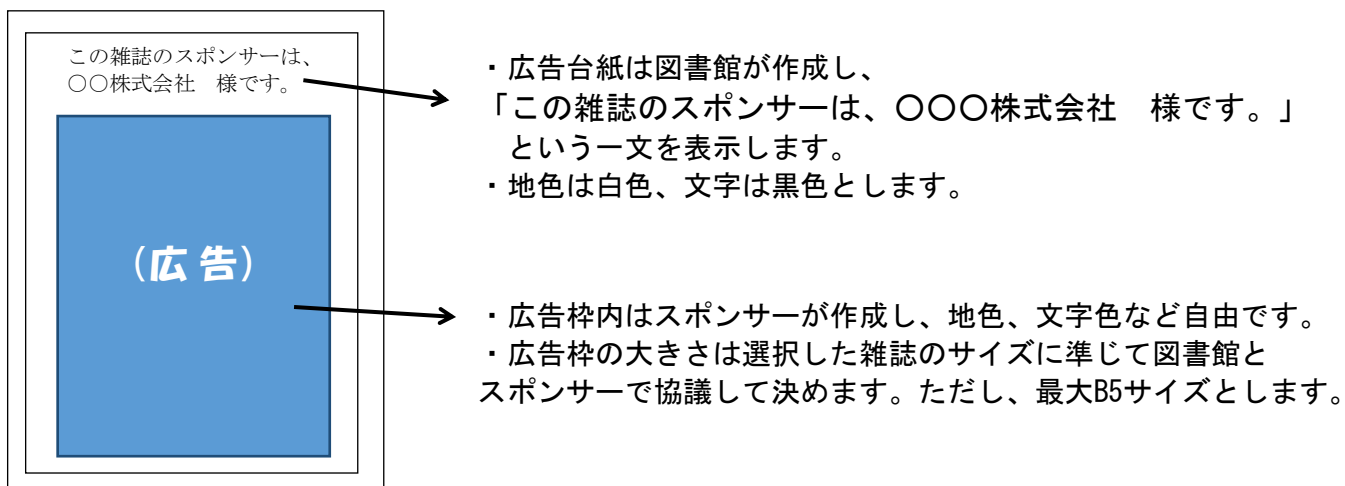 この雑誌のスポンサーは、
○○株式会社　様です。
(広 告)
・広告台紙は図書館が作成し、
「この雑誌のスポンサーは、〇〇〇株式会社　様です。」
という一文を表示します。
・地色は白色、文字は黒色とします。
・広告枠内はスポンサーが作成し、地色、文字色など自由です。
・広告枠の大きさは選択した雑誌のサイズに準じて図書館と
スポンサーで協議して決めます。ただし、最大B5サイズとします。